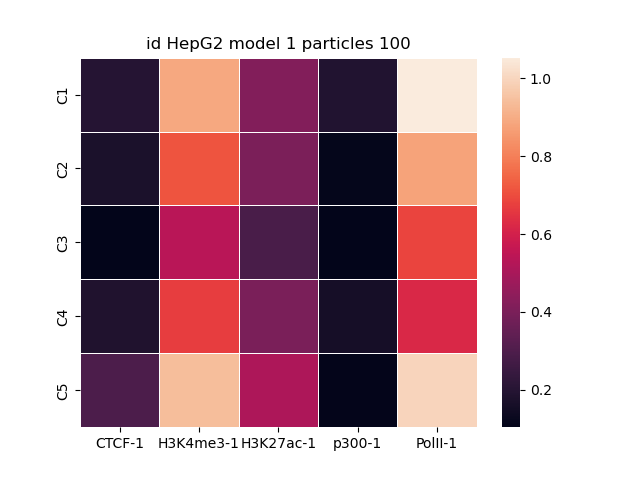 id HepG2 model 1 particles 100
C1
C2
C3
C4
C5
CTCF-1 H3K4me3-1 H3K27ac-1 p300-1 PolII-1
1.0
0.8
0.6
0.4
0.2